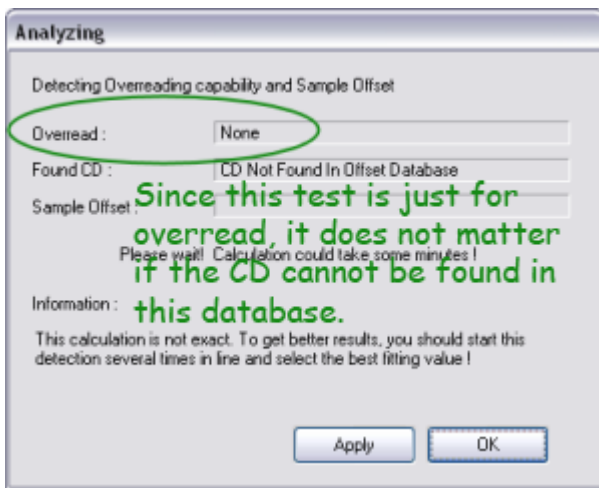 Analyzing
Detecting Overreading capability and Sample Offset
Overread : None
Found CD : CD Not Found In Offset Database
Since this test is just for
Sample Offset :
overread, it does not matter
Please wait! Calculation could take some minutes !
if the CD cannot be found in
Information :
this database.
This calculation is not exact. To get better results, you should start this
detection several times in line and select the best fitting value !
Apply OK